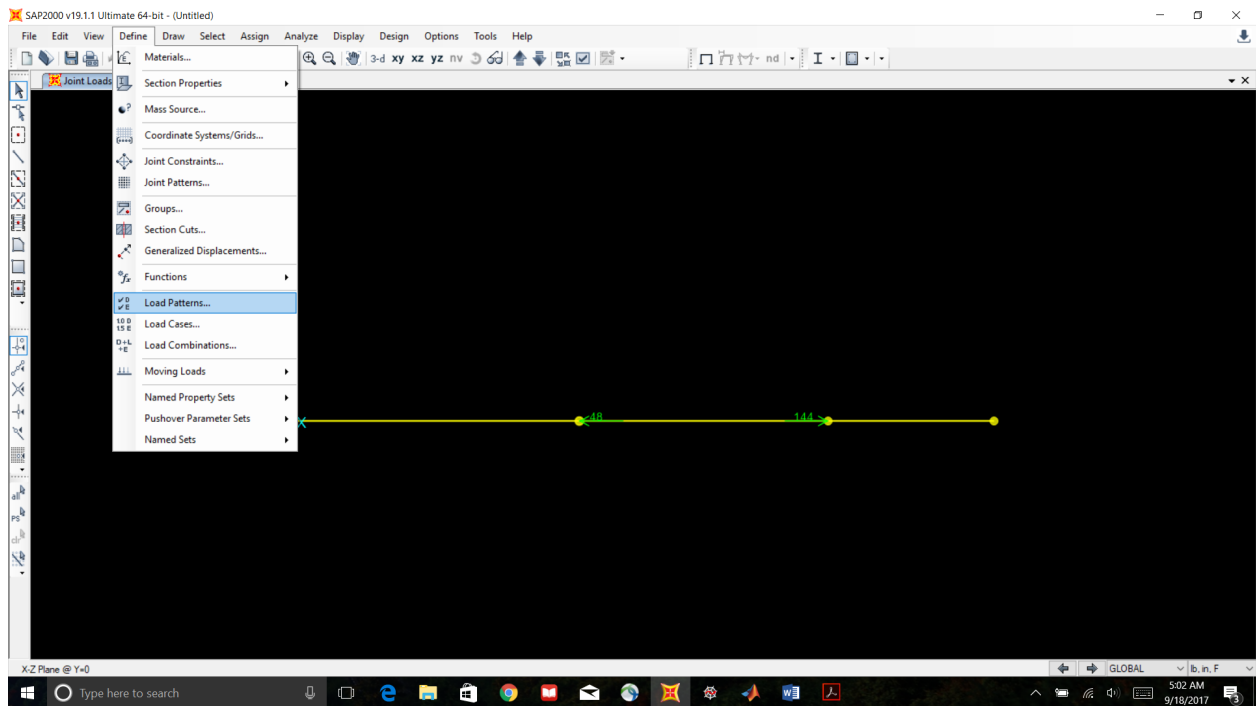 SAP2000 v19.1.1 Ultimate 64-bit - (Untitled)
File Edit View Define Draw Select Assign Analyze Display Design Options Tools Help
3-d xy xz yz nv nd
Joint Loads
Materials...
Section Properties
Mass Source...
Coordinate Systems/Grids...
Joint Constraints...
Joint Patterns...
Groups...
Section Cuts...
Generalized Displacements...
Functions
Load Patterns...
Load Cases...
Load Combinations...
Moving Loads
Named Property Sets
Pushover Parameter Sets
Named Sets
48 144
all
PS
clr
X-Z Plane @ Y=0 GLOBAL lb, in, F
Type here to search
5:02 AM
9/18/2017
3